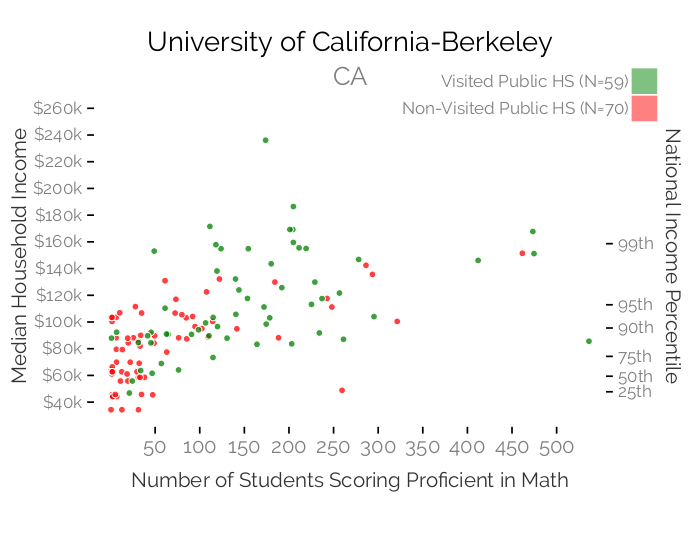 University of California-Berkeley
CA
Visited Public HS (N=59)
Non-Visited Public HS (N=70)
Median Household Income
$260k
$240k
$220k
$200k
$180k
$160k
$140k
$120k
$100k
$80k
$60k
$40k
National Income Percentile
99th
95th
90th
75th
50th
25th
50 100 150 200 250 300 350 400 450 500
Number of Students Scoring Proficient in Math